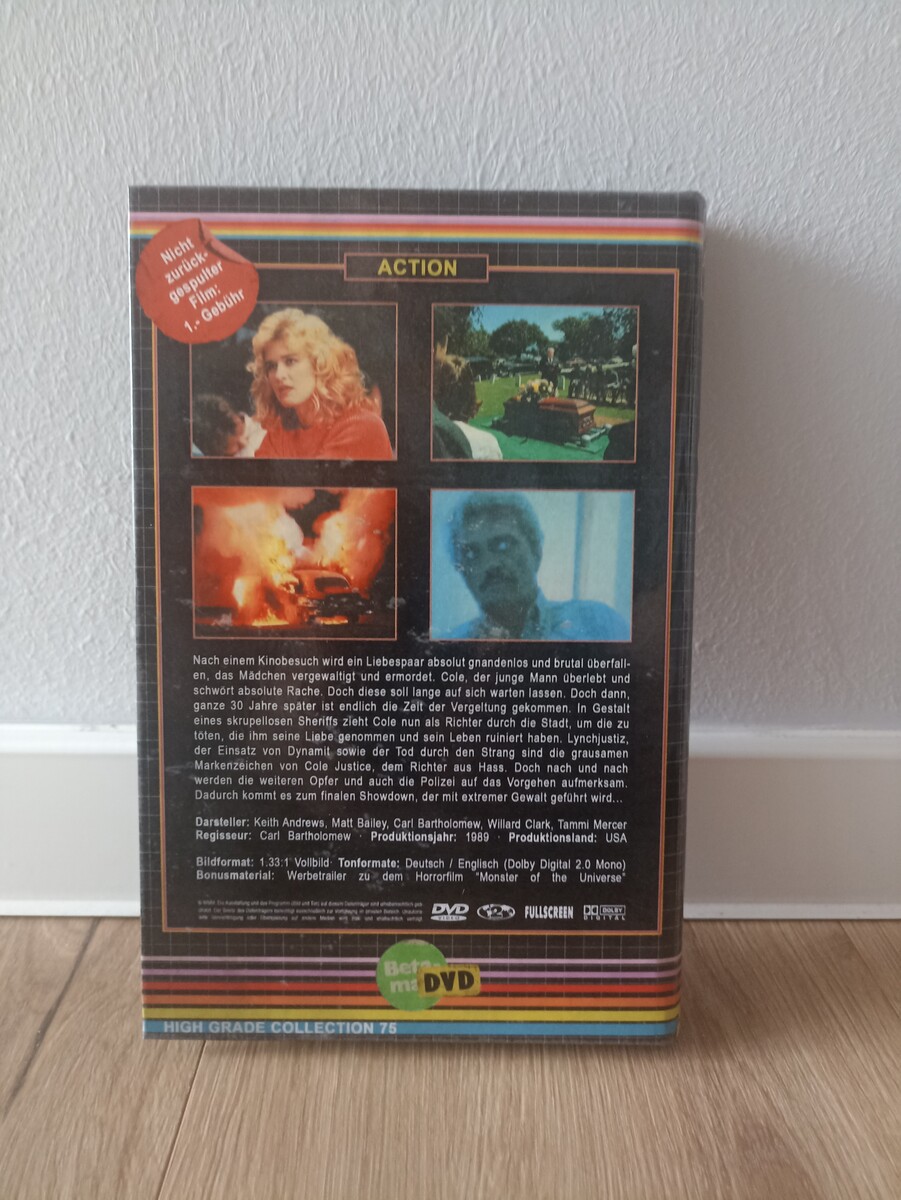 Nicht
zurück-
gespulter
Film:
1,- Gebühr
ACTION
Nach einem Kinobesuch wird ein Liebespaar absolut gnandenlos und brutal überfall-
en, das Mädchen vergewaltigt und ermordet. Cole, der junge Mann überlebt und
schwört absolute Rache. Doch diese soll lange auf sich warten lassen. Doch dann,
ganze 30 Jahre später ist endlich die Zeit der Vergeltung gekommen. In Gestalt
eines skrupellosen Sheriffs zieht Cole nun als Richter durch die Stadt, um die zu
töten, die ihm seine Liebe genommen und sein Leben ruiniert haben. Lynchjustiz,
der Einsatz von Dynamit sowie der Tod durch den Strang sind die grausamen
Markenzeichen von Cole Justice, dem Richter aus Hass. Doch nach und nach
werden die weiteren Opfer und auch die Polizei auf das Vorgehen aufmerksam.
Dadurch kommt es zum finalen Showdown, der mit extremer Gewalt geführt wird...
Darsteller: Keith Andrews, Matt Bailey, Carl Bartholomew, Willard Clark, Tammi Mercer
Regisseur: Carl Bartholomew · Produktionsjahr: 1989 · Produktionsland: USA
Bildformat: 1.33:1 Vollbild· Tonformate: Deutsch / Englisch (Dolby Digital 2.0 Mono)
Bonusmaterial: Werbetrailer zu dem Horrorfilm "Monster of the Universe"
DVD VIDEO 2 FULLSCREEN DOLBY DIGITAL
DVD
HIGH GRADE COLLECTION 75